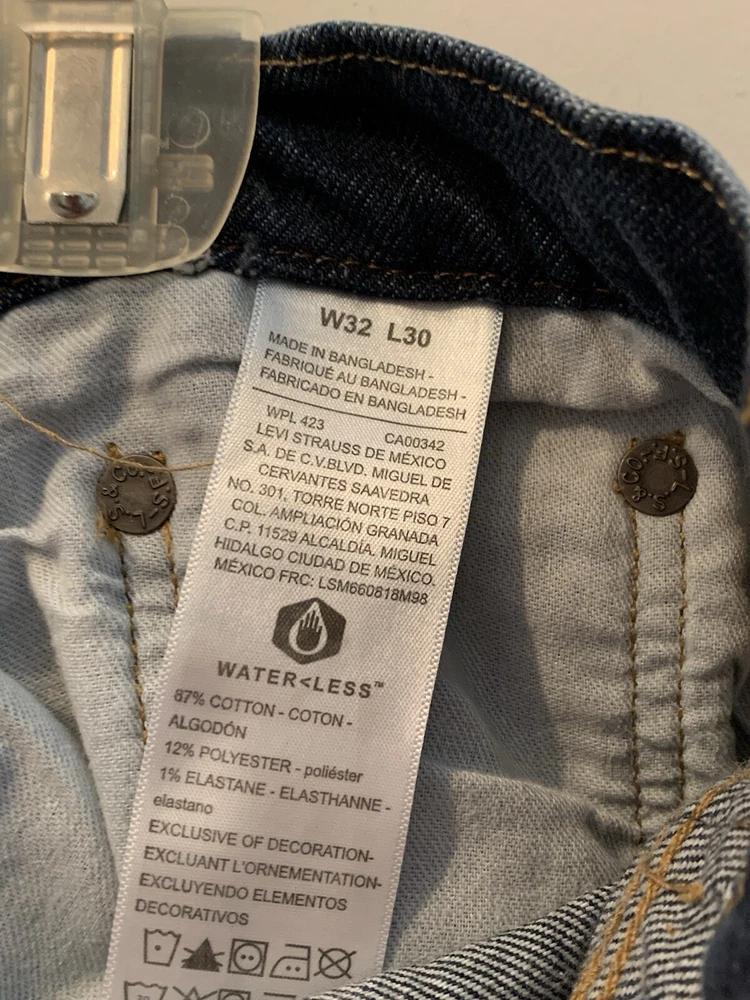 W32 L30
MADE IN BANGLADESH -
FABRIQUÉ AU BANGLADESH -
FABRICADO EN BANGLADESH
WPL 423 CA00342
LEVI STRAUSS DE MÉXICO
S.A. DE C.V.BLVD. MIGUEL DE
CERVANTES SAAVEDRA
NO. 301, TORRE NORTE PISO 7
COL. AMPLIACIÓN GRANADA
C.P. 11529 ALCALDÍA. MIGUEL
HIDALGO CIUDAD DE MÉXICO.
MÉXICO FRC: LSM660818M98
WATER<LESS™
87% COTTON - COTON -
ALGODÓN
12% POLYESTER - poliéster
1% ELASTANE - ELASTHANNE -
elastano
EXCLUSIVE OF DECORATION-
EXCLUANT L'ORNEMENTATION-
EXCLUYENDO ELEMENTOS
DECORATIVOS
L.S.& CO. S.F.
L.S.& CO. S.F.